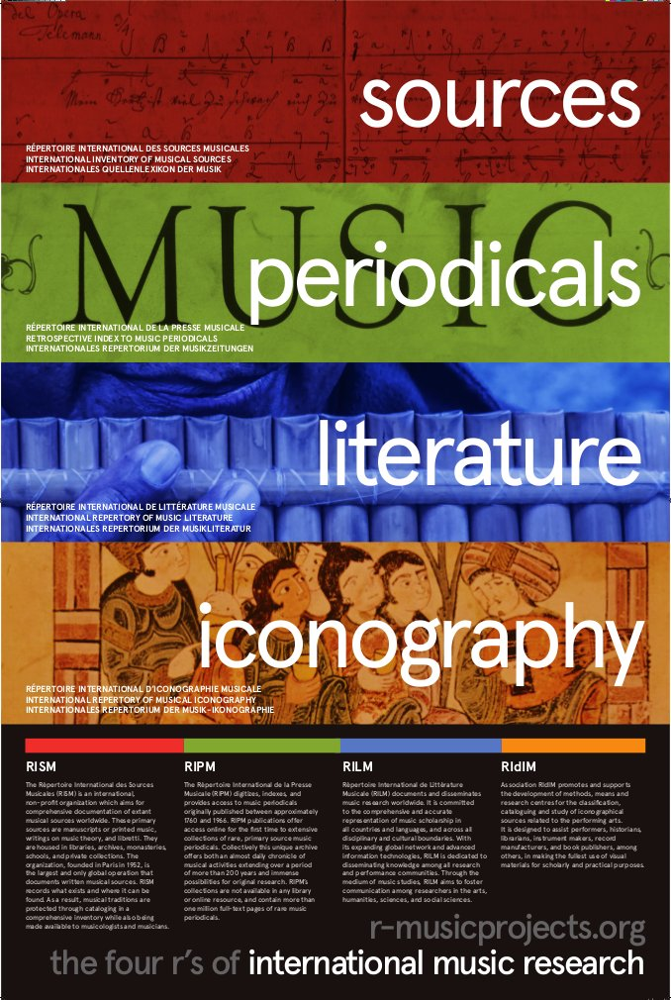 del Opera
Telemann.
sources
RÉPERTOIRE INTERNATIONAL DES SOURCES MUSICALES
INTERNATIONAL INVENTORY OF MUSICAL SOURCES
INTERNATIONALES QUELLENLEXIKON DER MUSIK
MUSIC
periodicals
RÉPERTOIRE INTERNATIONAL DE LA PRESSE MUSICALE
RETROSPECTIVE INDEX TO MUSIC PERIODICALS
INTERNATIONALES REPERTORIUM DER MUSIKZEITUNGEN
literature
RÉPERTOIRE INTERNATIONAL DE LITTÉRATURE MUSICALE
INTERNATIONAL REPERTORY OF MUSIC LITERATURE
INTERNATIONALES REPERTORIUM DER MUSIKLITERATUR
iconography
RÉPERTOIRE INTERNATIONAL D'ICONOGRAPHIE MUSICALE
INTERNATIONAL REPERTORY OF MUSICAL ICONOGRAPHY
INTERNATIONALES REPERTORIUM DER MUSIK-IKONOGRAPHIE
RISM
The Répertoire International des Sources
Musicales (RISM) is an international,
non-profit organization which aims for
comprehensive documentation of extant
musical sources worldwide. These primary
sources are manuscripts or printed music,
writings on music theory, and libretti. They
are housed in libraries, archives, monasteries,
schools, and private collections. The
organization, founded in Paris in 1952, is
the largest and only global operation that
documents written musical sources. RISM
records what exists and where it can be
found. As a result, musical traditions are
protected through cataloging in a
comprehensive inventory while also being
made available to musicologists and musicians.
RIPM
The Répertoire International de la Presse
Musicale (RIPM) digitizes, indexes, and
provides access to music periodicals
originally published between approximately
1760 and 1966. RIPM publications offer
access online for the first time to extensive
collections of rare, primary source music
periodicals. Collectively this unique archive
offers both an almost daily chronicle of
musical activities extending over a period
of more than 200 years and immense
possibilities for original research. RIPM's
collections are not available in any library
or online resource, and contain more than
one million full-text pages of rare music
periodicals.
RILM
Répertoire International de Littérature
Musicale (RILM) documents and disseminates
music research worldwide. It is committed
to the comprehensive and accurate
representation of music scholarship in
all countries and languages, and across all
disciplinary and cultural boundaries. With
its expanding global network and advanced
information technologies, RILM is dedicated to
disseminating knowledge among all research
and performance communities. Through the
medium of music studies, RILM aims to foster
communication among researchers in the arts,
humanities, sciences, and social sciences.
RIdIM
Association RIdIM promotes and supports
the development of methods, means and
research centres for the classification,
cataloguing and study of iconographical
sources related to the performing arts.
It is designed to assist performers, historians,
librarians, instrument makers, record
manufacturers, and book publishers, among
others, in making the fullest use of visual
materials for scholarly and practical purposes.
r-musicprojects.org
the four r's of international music research